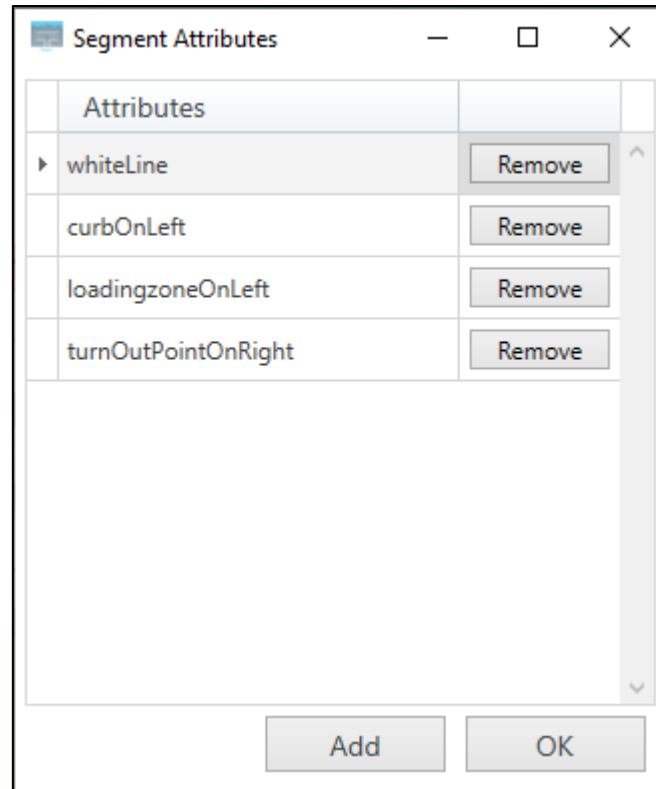 Segment Attributes
Attributes
whiteLine Remove
curbOnLeft Remove
loadingzoneOnLeft Remove
turnOutPointOnRight Remove
Add OK